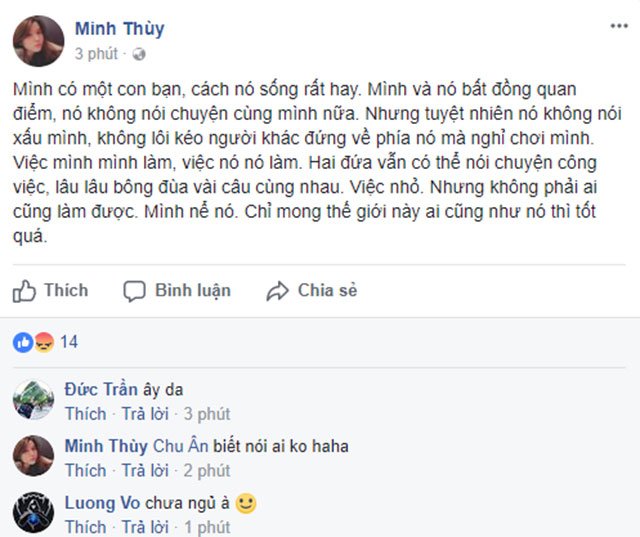 Minh Thùy
3 phút ·
Mình có một con bạn, cách nó sống rất hay. Mình và nó bất đồng quan
điểm, nó không nói chuyện cùng mình nữa. Nhưng tuyệt nhiên nó không nói
xấu mình, không lôi kéo người khác đứng về phía nó mà nghỉ chơi mình.
Việc mình mình làm, việc nó nó làm. Hai đứa vẫn có thể nói chuyện công
việc, lâu lâu bông đùa vài câu cùng nhau. Việc nhỏ. Nhưng không phải ai
cũng làm được. Mình nể nó. Chỉ mong thế giới này ai cũng như nó thì tốt
quá.
Thích Bình luận Chia sẻ
14
Đức Trần ây da
Thích · Trả lời · 3 phút
Minh Thùy Chu Ân biết nói ai ko haha
Thích · Trả lời · 2 phút
Luong Vo chưa ngủ à 🙂
Thích · Trả lời · 1 phút